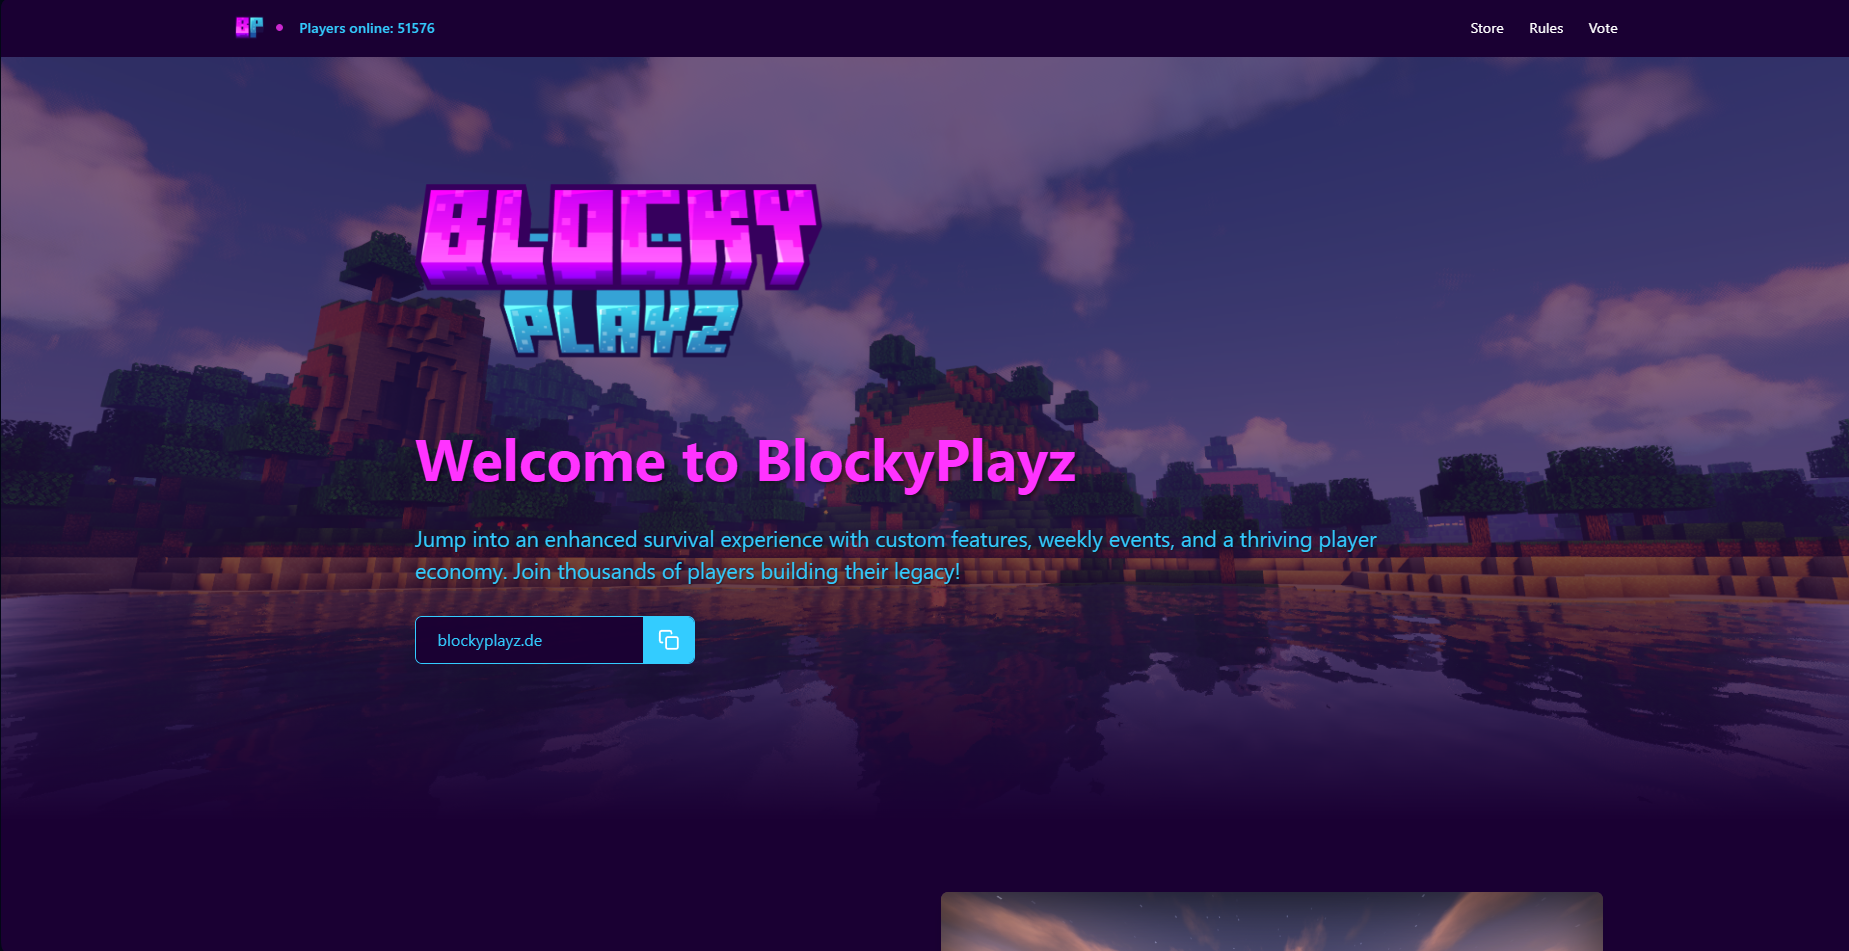 BP
Players online: 51576
Store
Rules
Vote
BLOCKY
PLAYZ
Welcome to BlockyPlayz
Jump into an enhanced survival experience with custom features, weekly events, and a thriving player
economy. Join thousands of players building their legacy!
blockyplayz.de